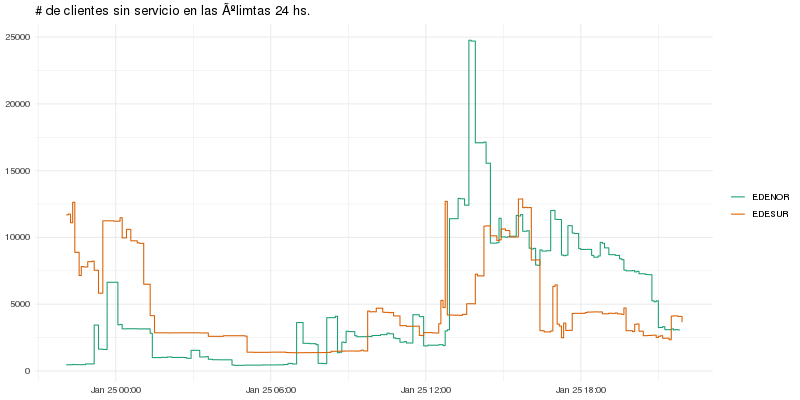 # de clientes sin servicio en las Ãºlimtas 24 hs.
25000
20000
15000
10000
5000
0
Jan 25 00:00
Jan 25 06:00
Jan 25 12:00
Jan 25 18:00
EDENOR
EDESUR